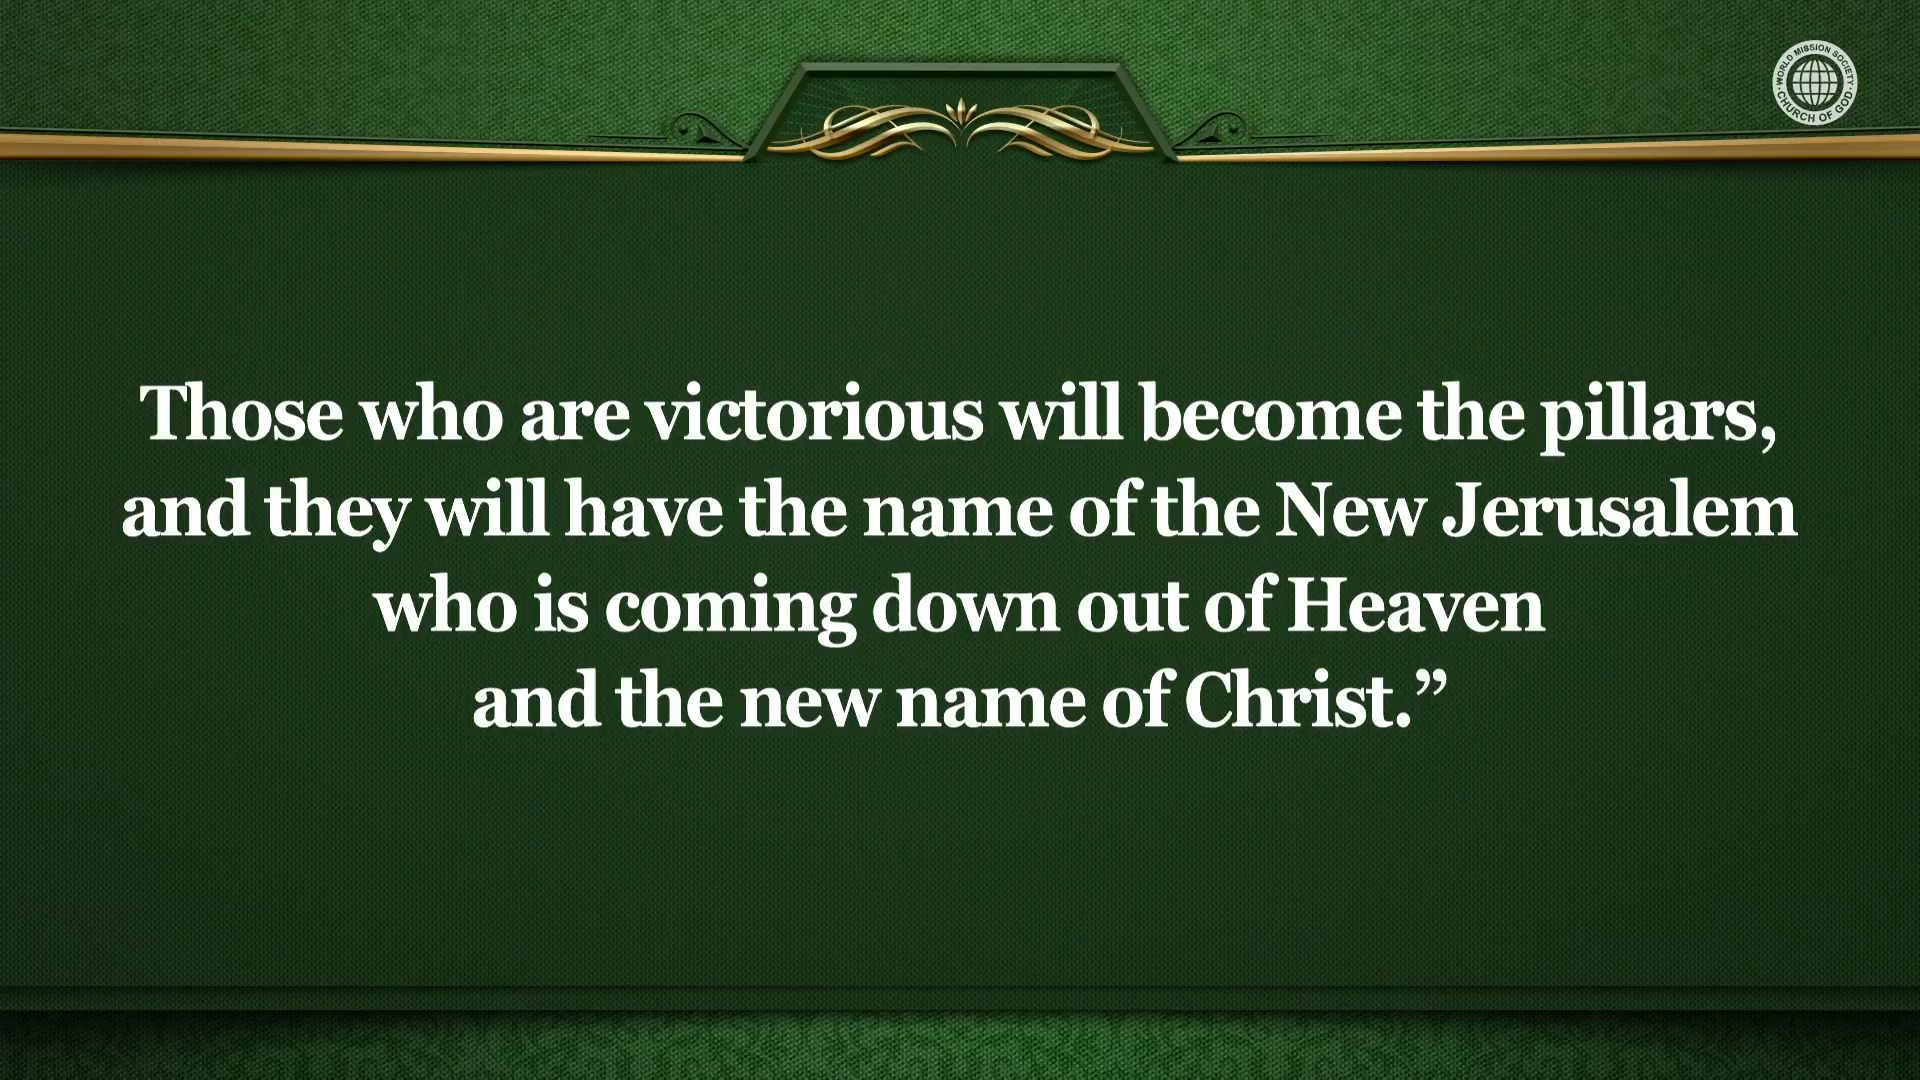 WORLD MISSION SOCIETY
CHURCH OF GOD
Those who are victorious will become the pillars,
and they will have the name of the New Jerusalem
who is coming down out of Heaven
and the new name of Christ.”